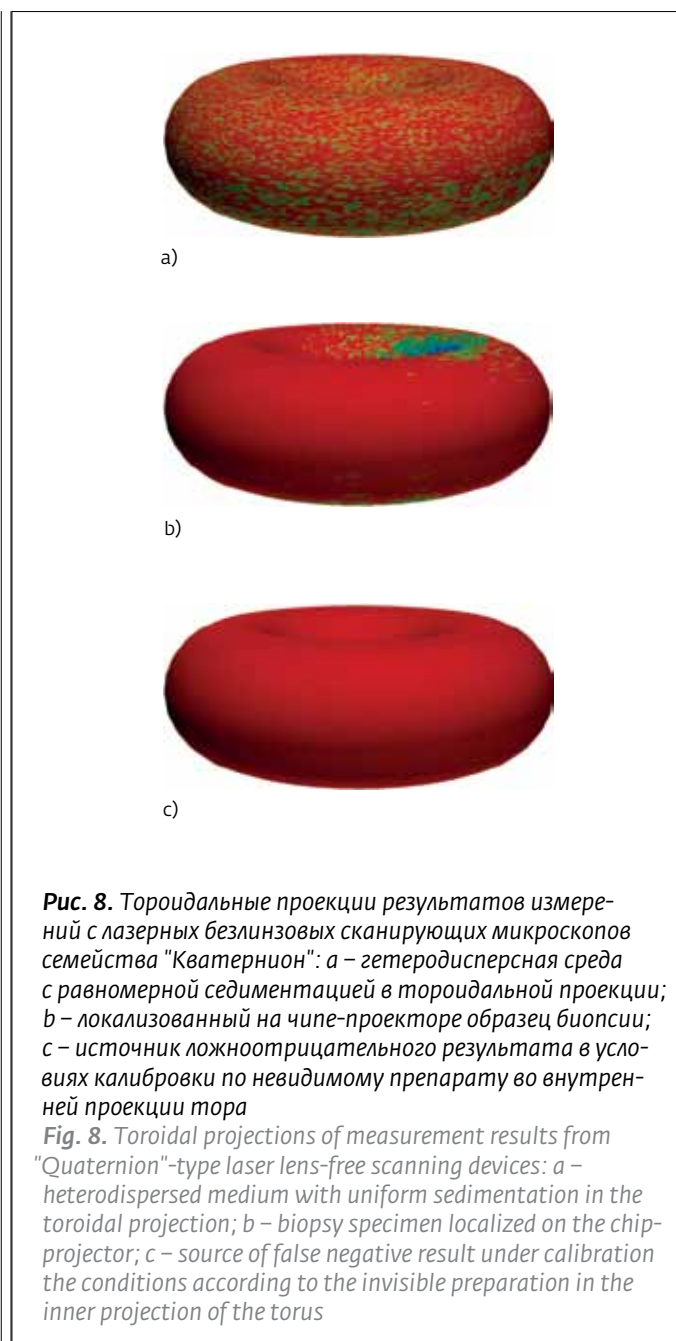 a)
b)
c)
Рис. 8. Тороидальные проекции результатов измере-
ний с лазерных безлинзовых сканирующих микроскопов
семейства "Кватернион": а – гетеродисперсная среда
с равномерной седиментацией в тороидальной проекции;
b – локализованный на чипе-проекторе образец биопсии;
с – источник ложноотрицательного результата в усло-
виях калибровки по невидимому препарату во внутрен-
ней проекции тора
Fig. 8. Toroidal projections of measurement results from
"Quaternion"-type laser lens-free scanning devices: a –
heterodispersed medium with uniform sedimentation in the
toroidal projection; b – biopsy specimen localized on the chip-
projector; c – source of false negative result under calibration
the conditions according to the invisible preparation in the
inner projection of the torus